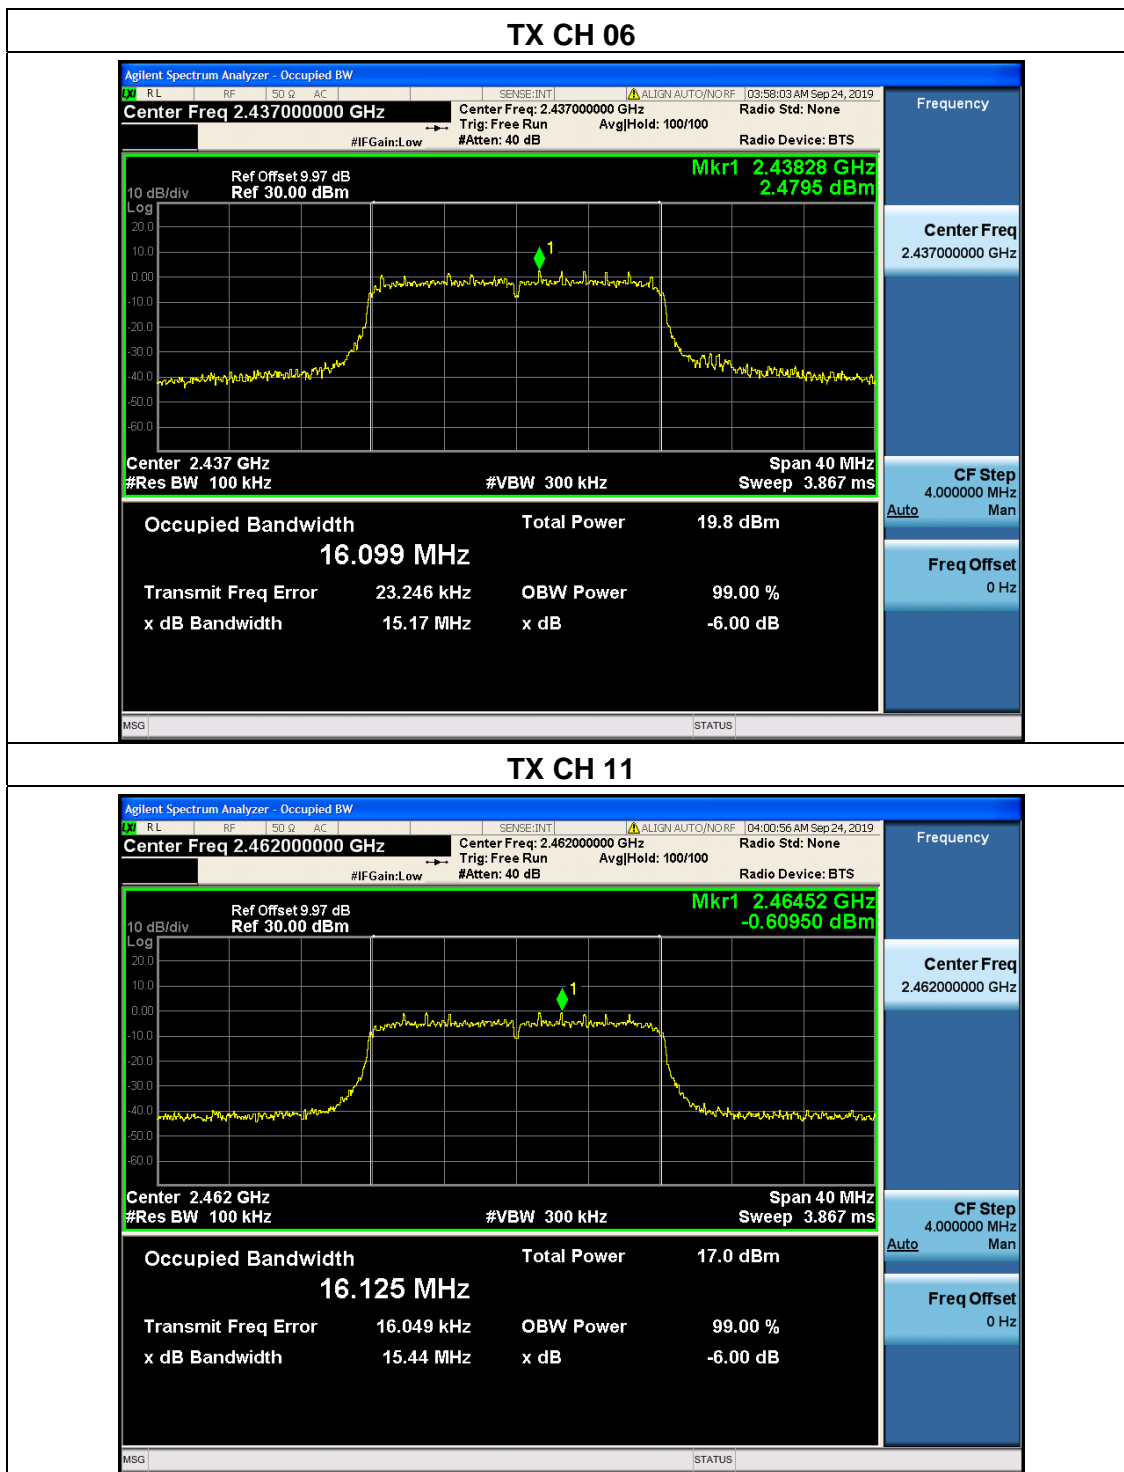 TX CH 06
Agilent Spectrum Analyzer - Occupied BW
LXI RL RF 50 Ω AC SENSE:INT ALIGN AUTO/NO RF 03:58:03 AM Sep 24, 2019
Center Freq 2.437000000 GHz
Center Freq: 2.437000000 GHz Radio Std: None
Trig: Free Run Avg|Hold: 100/100
#IFGain:Low #Atten: 40 dB Radio Device: BTS
Frequency
Mkr1 2.43828 GHz
2.4795 dBm
Ref Offset 9.97 dB
10 dB/div Ref 30.00 dBm
Log
20.0
10.0
0.00
-10.0
-20.0
-30.0
-40.0
-50.0
-60.0
1
Center Freq
2.437000000 GHz
Center 2.437 GHz Span 40 MHz
#Res BW 100 kHz #VBW 300 kHz Sweep 3.867 ms
CF Step
4.000000 MHz
Auto Man
Occupied Bandwidth Total Power 19.8 dBm
16.099 MHz
Transmit Freq Error 23.246 kHz OBW Power 99.00 %
x dB Bandwidth 15.17 MHz x dB -6.00 dB
Freq Offset
0 Hz
MSG STATUS
TX CH 11
Agilent Spectrum Analyzer - Occupied BW
LXI RL RF 50 Ω AC SENSE:INT ALIGN AUTO/NO RF 04:00:56 AM Sep 24, 2019
Center Freq 2.462000000 GHz
Center Freq: 2.462000000 GHz Radio Std: None
Trig: Free Run Avg|Hold: 100/100
#IFGain:Low #Atten: 40 dB Radio Device: BTS
Frequency
Mkr1 2.46452 GHz
-0.60950 dBm
Ref Offset 9.97 dB
10 dB/div Ref 30.00 dBm
Log
20.0
10.0
0.00
-10.0
-20.0
-30.0
-40.0
-50.0
-60.0
1
Center Freq
2.462000000 GHz
Center 2.462 GHz Span 40 MHz
#Res BW 100 kHz #VBW 300 kHz Sweep 3.867 ms
CF Step
4.000000 MHz
Auto Man
Occupied Bandwidth Total Power 17.0 dBm
16.125 MHz
Transmit Freq Error 16.049 kHz OBW Power 99.00 %
x dB Bandwidth 15.44 MHz x dB -6.00 dB
Freq Offset
0 Hz
MSG STATUS